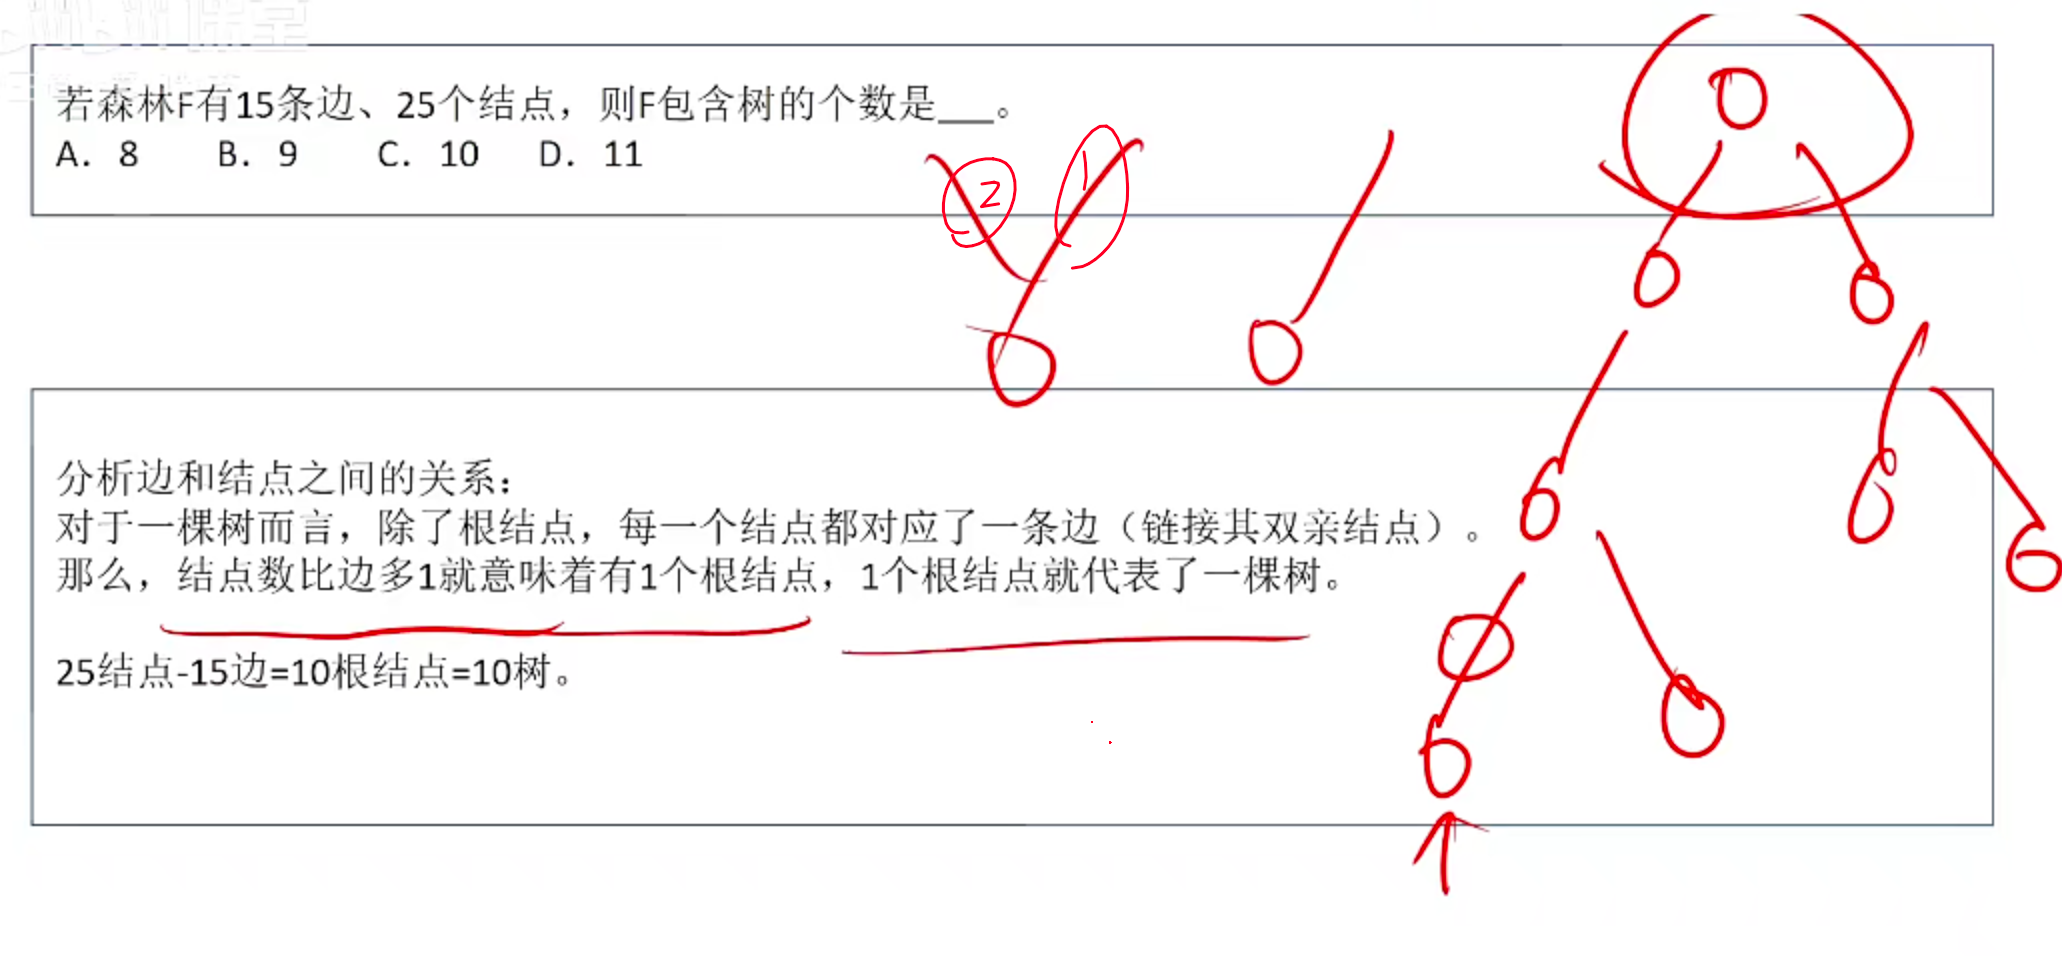 若森林F有15条边、25个结点，则F包含树的个数是___。
A. 8 B. 9 C. 10 D. 11
2 1
分析边和结点之间的关系：
对于一棵树而言，除了根结点，每一个结点都对应了一条边（链接其双亲结点）。
那么，结点数比边多1就意味着有1个根结点，1个根结点就代表了一棵树。
25结点-15边=10根结点=10树。